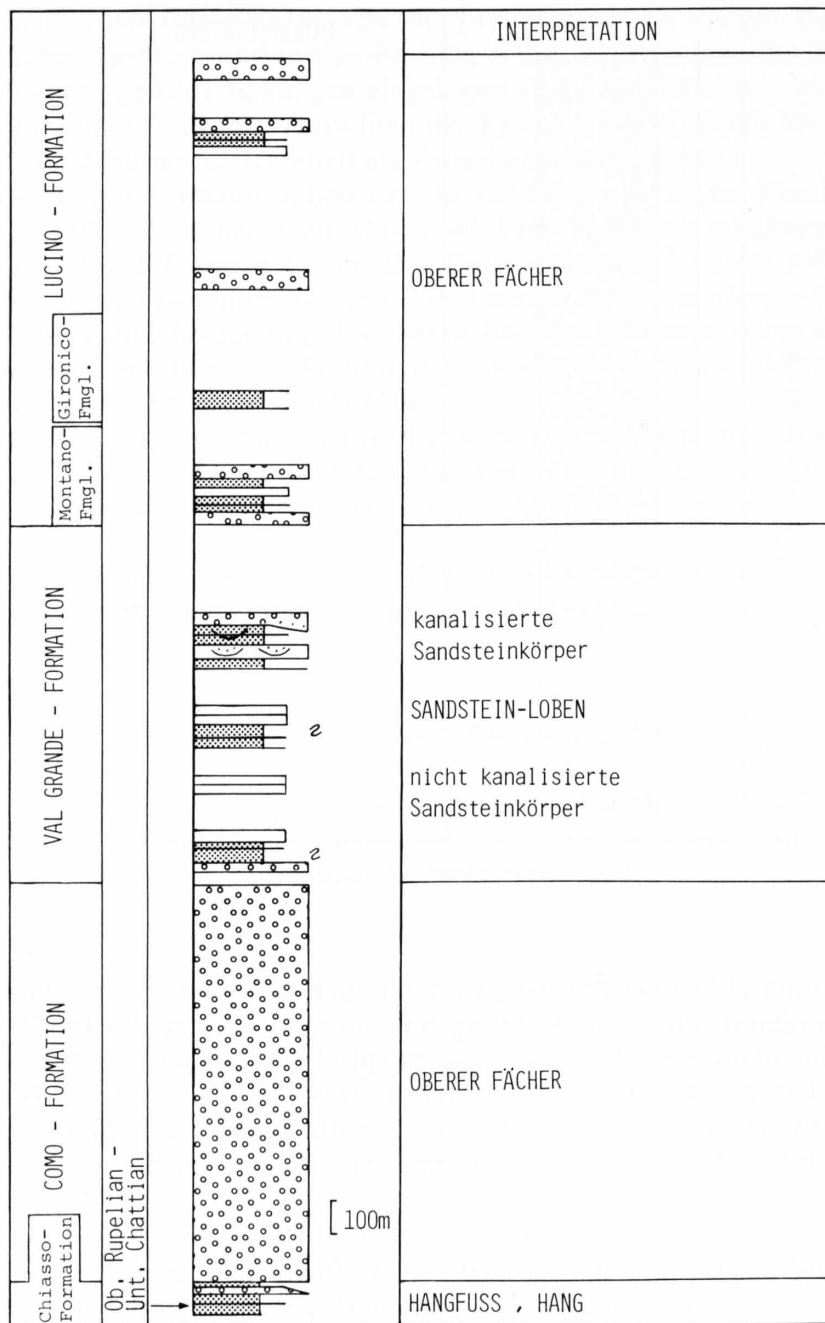 INTERPRETATION
LUCINO - FORMATION
OBERER FÄCHER
Gironico-
Fmgl.
Montano-
Fmgl.
VAL GRANDE - FORMATION
kanalisierte
Sandsteinkörper
SANDSTEIN-LOBEN
nicht kanalisierte
Sandsteinkörper
COMO - FORMATION
OBERER FÄCHER
100m
Chiasso-
Formation
Ob. Rupelian -
Unt. Chattian
HANGFUSS , HANG